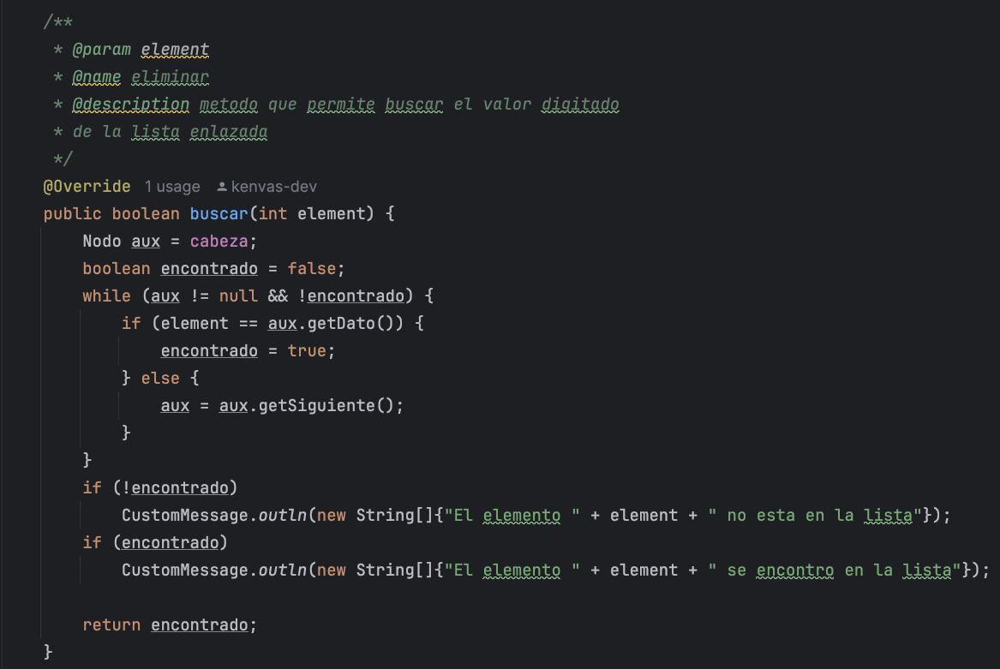 /**
 * @param element
 * @name eliminar
 * @description metodo que permite buscar el valor digitado
 * de la lista enlazada
 */
@Override 1 usage kenvas-dev
public boolean buscar(int element) {
    Nodo aux = cabeza;
    boolean encontrado = false;
    while (aux != null && !encontrado) {
        if (element == aux.getDato()) {
            encontrado = true;
        } else {
            aux = aux.getSiguiente();
        }
    }
    if (!encontrado)
        CustomMessage.outln(new String[]{"El elemento " + element + " no esta en la lista"});
    if (encontrado)
        CustomMessage.outln(new String[]{"El elemento " + element + " se encontro en la lista"});

    return encontrado;
}